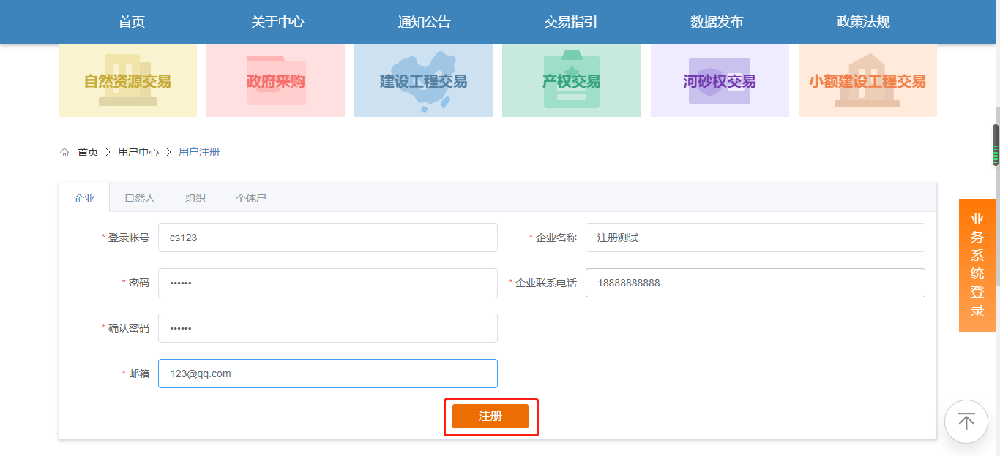 首页 关于中心 通知公告 交易指引 数据发布 政策法规
自然资源交易 政府采购 建设工程交易 产权交易 河砂权交易 小额建设工程交易
首页 > 用户中心 > 用户注册
企业 自然人 组织 个体户
* 登录帐号 cs123 * 企业名称 注册测试
* 密码 •••••• * 企业联系电话 18888888888
* 确认密码 ••••••
* 邮箱 123@qq.com
注册
业务系统登录